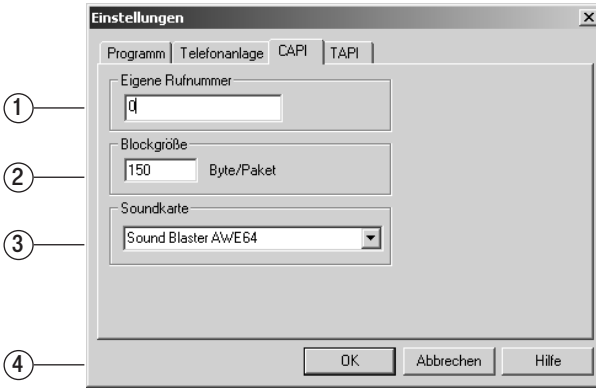 Einstellungen
Programm Telefonanlage CAPI TAPI
Eigene Rufnummer
1 0
Blockgröße
2 150 Byte/Paket
Soundkarte
3 Sound Blaster AWE64
4 OK Abbrechen Hilfe